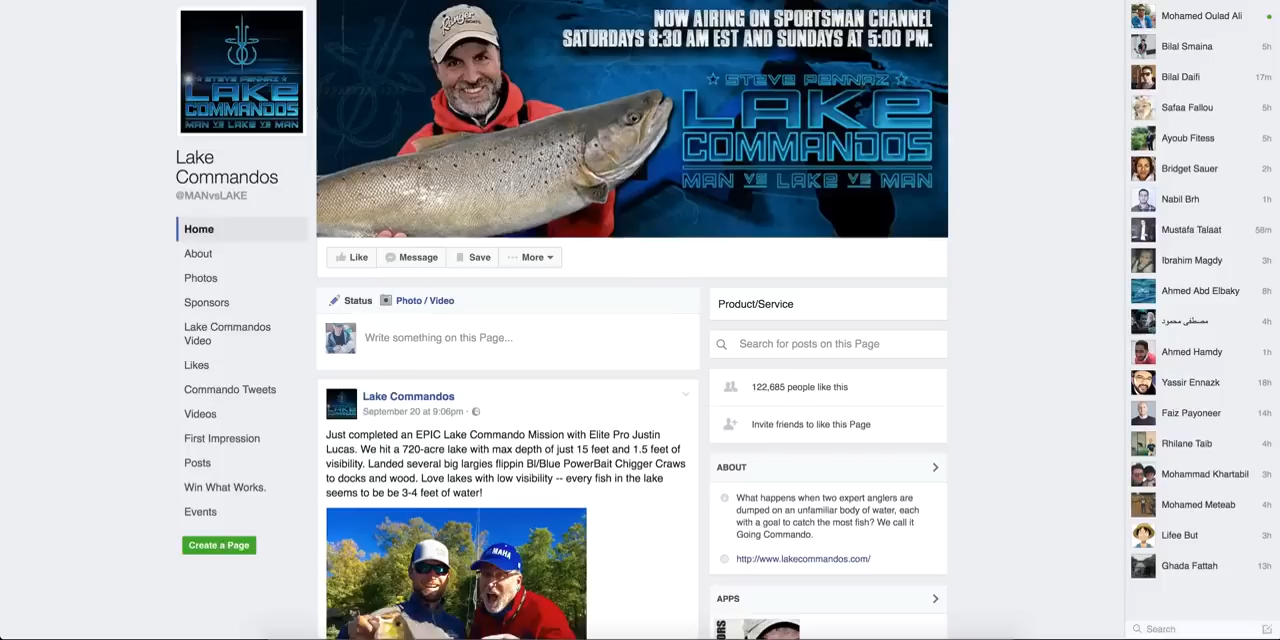 STEVE PENNAZ
LAKE
COMMANDOS
MAN VS LAKE VS MAN
Lake
Commandos
@MANvsLAKE
Home
About
Photos
Sponsors
Lake Commandos
Video
Likes
Commando Tweets
Videos
First Impression
Posts
Win What Works.
Events
Create a Page
Ranger
NOW AIRING ON SPORTSMAN CHANNEL
SATURDAYS 8:30 AM EST AND SUNDAYS AT 5:00 PM.
STEVE PENNAZ
LAKE
COMMANDOS
MAN VS LAKE VS MAN
Like
Message
Save
More
Status
Photo / Video
Write something on this Page...
Lake Commandos
September 20 at 9:06pm ·
Just completed an EPIC Lake Commando Mission with Elite Pro Justin
Lucas. We hit a 720-acre lake with max depth of just 15 feet and 1.5 feet of
visibility. Landed several big largies flippin Bl/Blue PowerBait Chigger Craws
to docks and wood. Love lakes with low visibility -- every fish in the lake
seems to be be 3-4 feet of water!
MAHA
Product/Service
Search for posts on this Page
122,685 people like this
Invite friends to like this Page
ABOUT
What happens when two expert anglers are
dumped on an unfamiliar body of water, each
with a goal to catch the most fish? We call it
Going Commando.
http://www.lakecommandos.com/
APPS
Mohamed Oulad Ali
Bilal Smaina 5h
Bilal Daifi 17m
Safaa Fallou 5h
Ayoub Fitess 5h
Bridget Sauer 2h
Nabil Brh 1h
Mustafa Talaat 58m
Ibrahim Magdy 3h
Ahmed Abd Elbaky 8h
مصطفى محمود 4h
Ahmed Hamdy 1h
Yassir Ennazk 18h
Faiz Payoneer 14h
Rhilane Taib 4h
Mohammad Khartabil 3h
Mohamed Meteab 4h
Lifee But 3h
Ghada Fattah 13h
Search